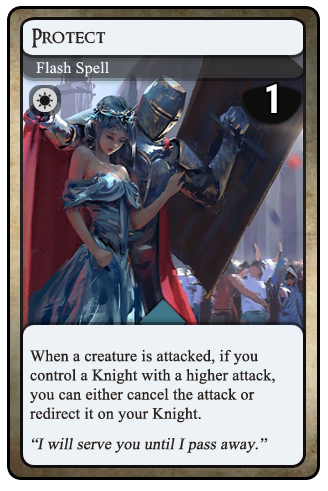 Protect
Flash Spell
1
When a creature is attacked, if you
control a Knight with a higher attack,
you can either cancel the attack or
redirect it on your Knight.
“I will serve you until I pass away.”